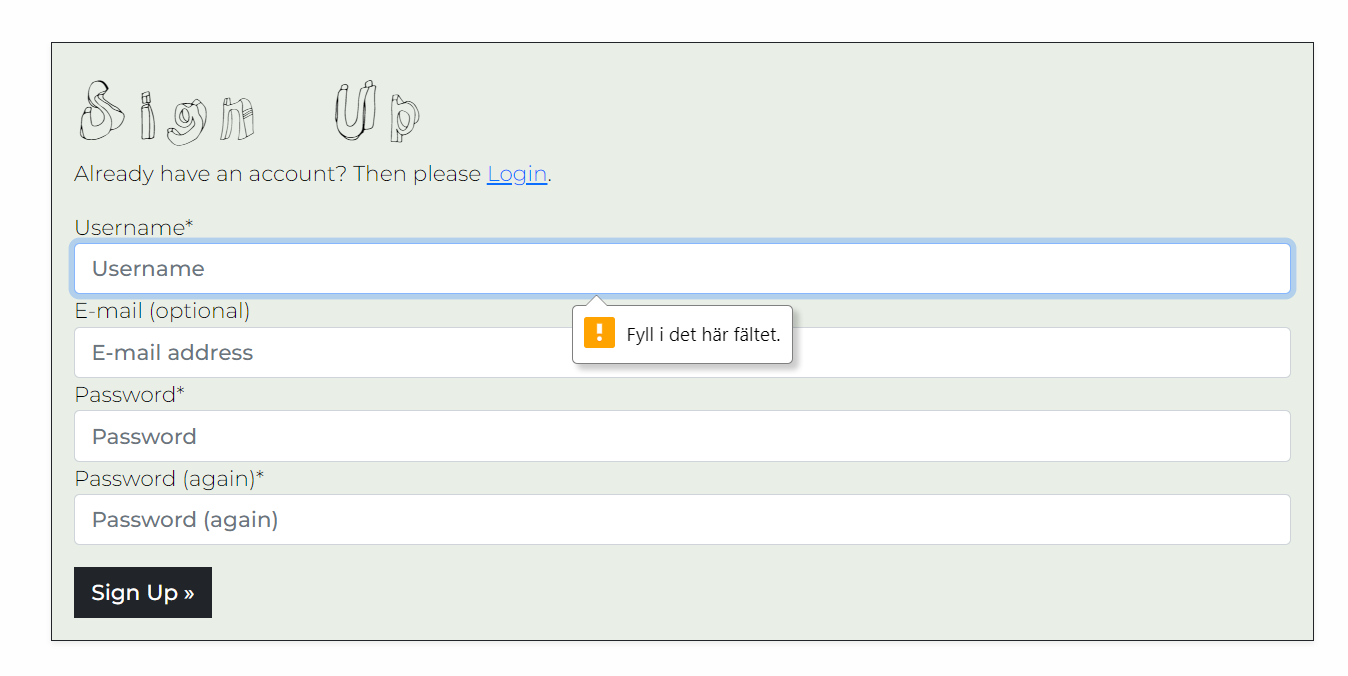 Sign Up
Already have an account? Then please Login.
Username*
Username
E-mail (optional)
Fyll i det här fältet.
E-mail address
Password*
Password
Password (again)*
Password (again)
Sign Up »